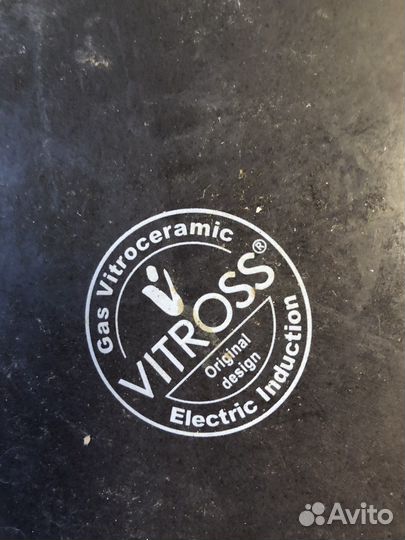 Gas Vitroceramic
VITROSS®
Original
design
Electric Induction
Avito